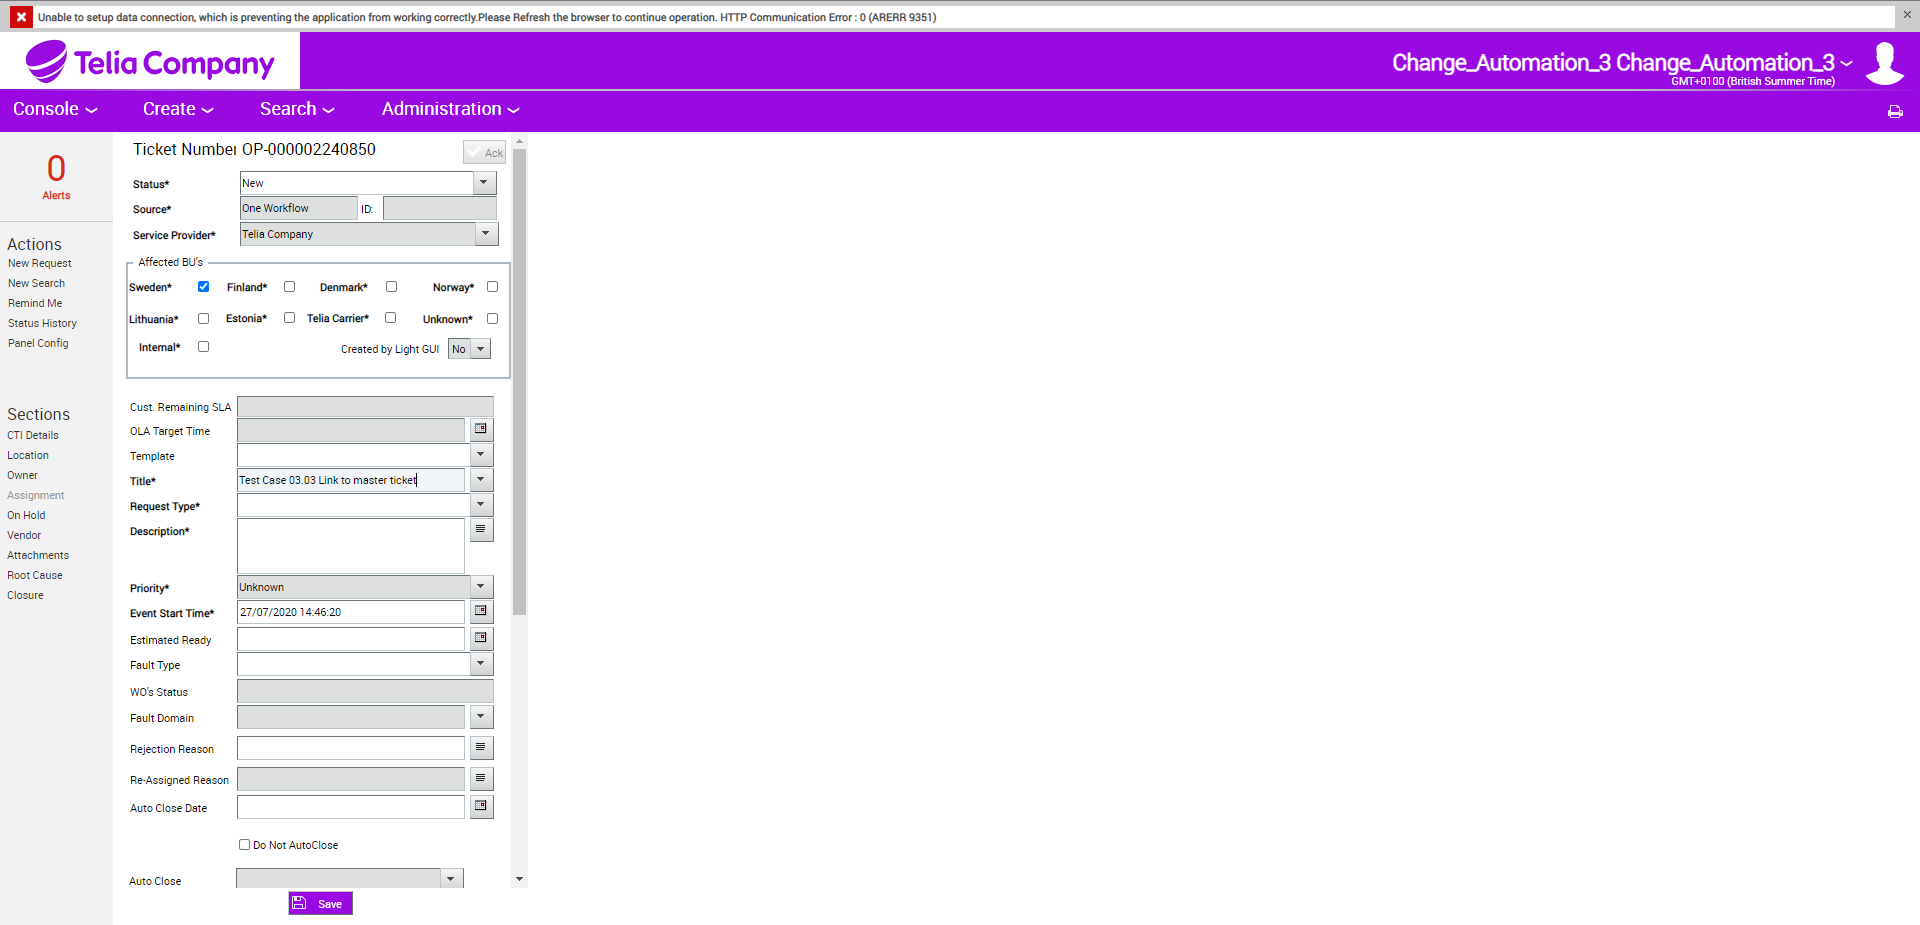 Unable to setup data connection, which is preventing the application from working correctly.Please Refresh the browser to continue operation. HTTP Communication Error : 0 (ARERR 9351)
Telia Company
Change_Automation_3 Change_Automation_3
GMT+0100 (British Summer Time)
Console
Create
Search
Administration
0
Alerts
Actions
New Request
New Search
Remind Me
Status History
Panel Config
Sections
CTI Details
Location
Owner
Assignment
On Hold
Vendor
Attachments
Root Cause
Closure
Ticket Number OP-000002240850
Ack
Status* New
Source* One Workflow ID:
Service Provider* Telia Company
Affected BU's
Sweden* Finland* Denmark* Norway*
Lithuania* Estonia* Telia Carrier* Unknown*
Internal* Created by Light GUI No
Cust. Remaining SLA
OLA Target Time
Template
Title* Test Case 03.03 Link to master ticket
Request Type*
Description*
Priority* Unknown
Event Start Time* 27/07/2020 14:46:20
Estimated Ready
Fault Type
WO's Status
Fault Domain
Rejection Reason
Re-Assigned Reason
Auto Close Date
Do Not AutoClose
Auto Close
Save